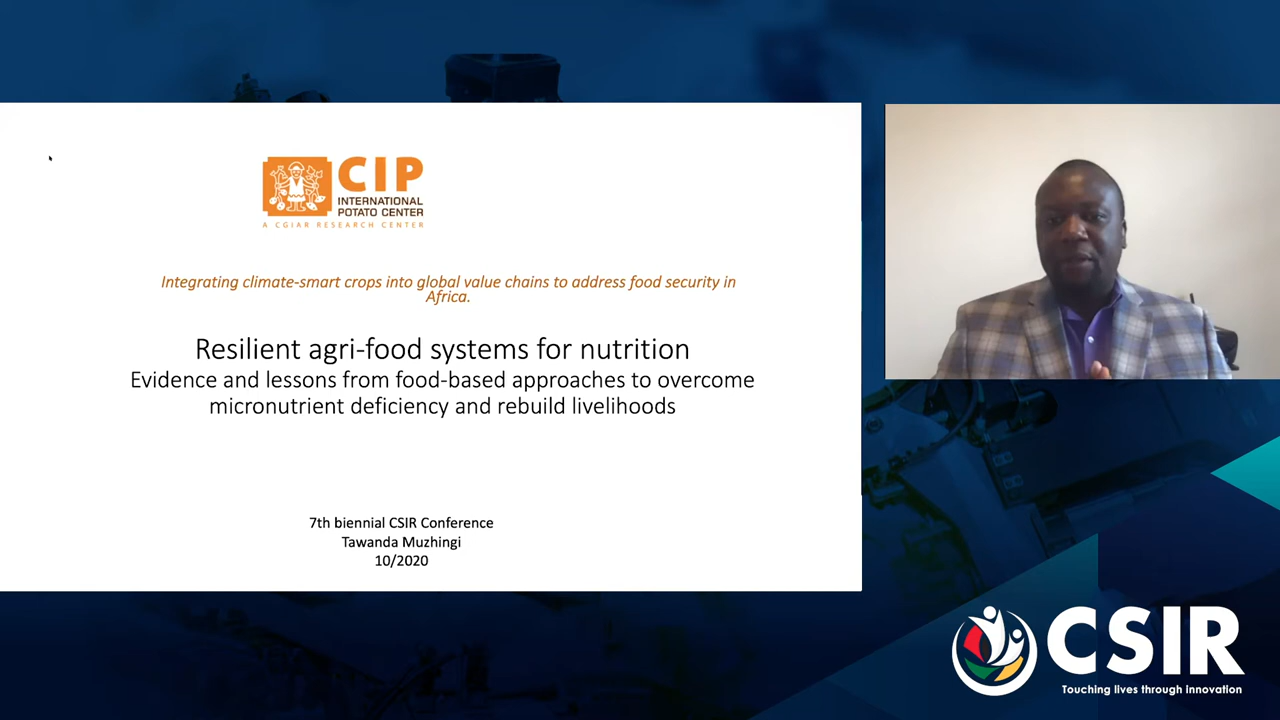 CIP
INTERNATIONAL
POTATO CENTER
A CGIAR RESEARCH CENTER
Integrating climate-smart crops into global value chains to address food security in
Africa.
Resilient agri-food systems for nutrition
Evidence and lessons from food-based approaches to overcome
micronutrient deficiency and rebuild livelihoods
7th biennial CSIR Conference
Tawanda Muzhingi
10/2020
CSIR
Touching lives through innovation